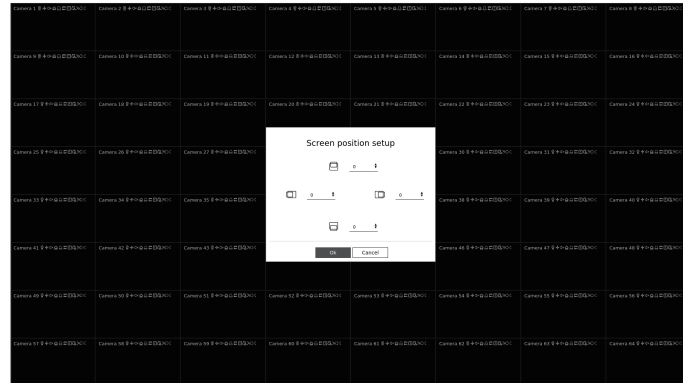 Camera 1 Camera 2 Camera 3 Camera 4 Camera 5 Camera 6 Camera 7 Camera 8
Camera 9 Camera 10 Camera 11 Camera 12 Camera 13 Camera 14 Camera 15 Camera 16
Camera 17 Camera 18 Camera 19 Camera 20 Camera 21 Camera 22 Camera 23 Camera 24
Screen position setup
Camera 25 Camera 26 Camera 27 Camera 30 Camera 31 Camera 32
0
0 0
Camera 33 Camera 34 Camera 35 Camera 38 Camera 39 Camera 40
0
Camera 41 Camera 42 Camera 43 Camera 46 Camera 47 Camera 48
Ok Cancel
Camera 49 Camera 50 Camera 51 Camera 52 Camera 53 Camera 54 Camera 55 Camera 56
Camera 57 Camera 58 Camera 59 Camera 60 Camera 61 Camera 62 Camera 63 Camera 64